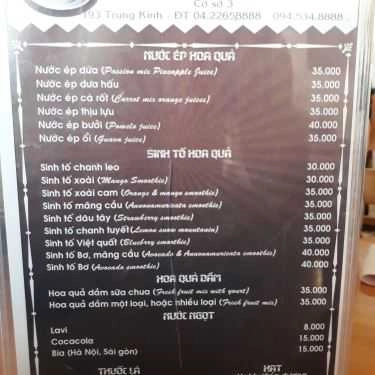 Cơ sở 3
193 Trung Kính - ĐT 04.22658888 094.534.8888
NƯỚC ÉP HOA QUẢ
Nước ép dứa (Passion mix Pineapple Juice) 35.000
Nước ép dưa hấu 35.000
Nước ép cà rốt (Carrot mix orange juices) 35.000
Nước ép thịu lựu 35.000
Nước ép bưởi (Pomelo juice) 40.000
Nước ép ổi (Guava juice) 35.000
SINH TỐ HOA QUẢ
Sinh tố chanh leo 30.000
Sinh tố xoài (Mango Smoothie) 30.000
Sinh tố xoài cam (Orange & mango smoothie) 35.000
Sinh tố mãng cầu (Annonamuricata smoothie) 35.000
Sinh tố dâu tây (Strawberry smoothie) 35.000
Sinh tố chanh tuyết (Lemon snow mountain) 35.000
Sinh tố Việt quất (Blueberry smoothie) 35.000
Sinh tố Bơ, mãng cầu (Avocado & Annonamuricata smoothie) 40.000
Sinh tố Bơ (Avocado smoothie) 40.000
HOA QUẢ DẦM
Hoa quả dầm sữa chua (Fresh fruit mix with yourt) 35.000
Hoa quả dầm một loại, hoặc nhiều loại (Fresh fruit mix) 35.000
NƯỚC NGỌT
Lavi 8.000
Cocacola 15.000
Bia (Hà Nội, Sài gòn) 15.000
THUỐC LÁ HẠT